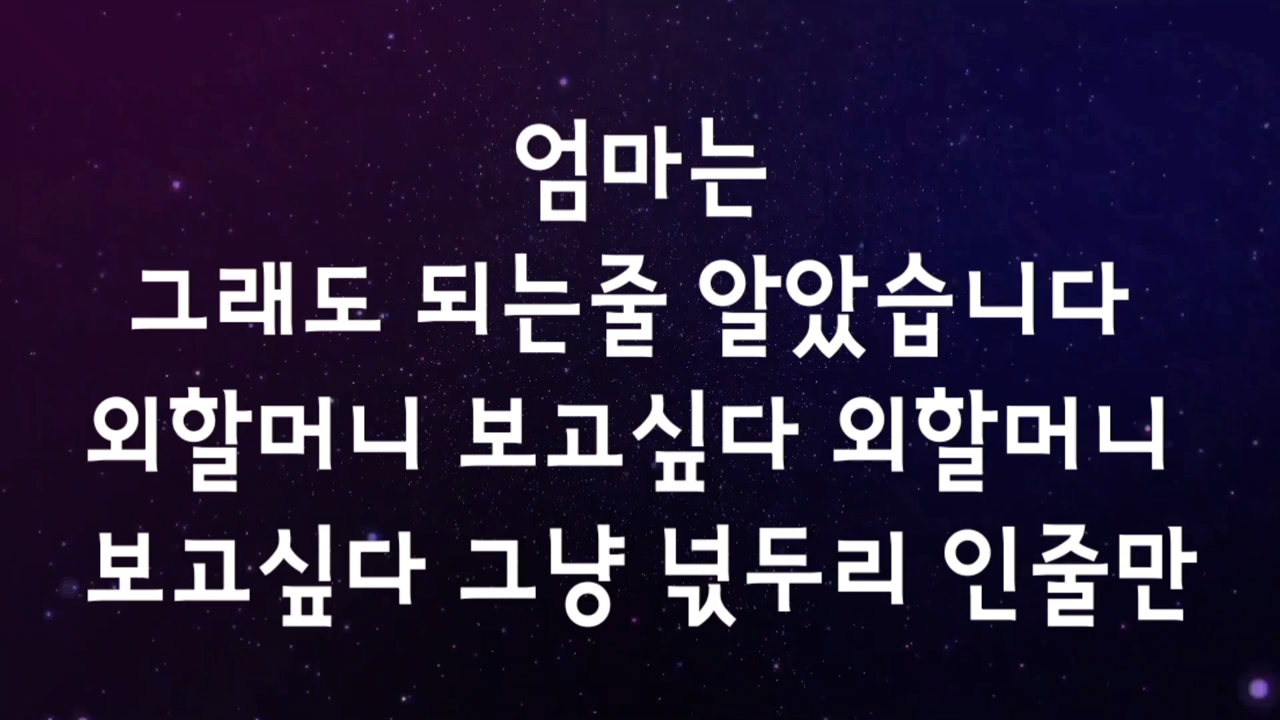 엄마는
그래도 되는줄 알았습니다
외할머니 보고싶다 외할머니
보고싶다 그냥 넋두리 인줄만